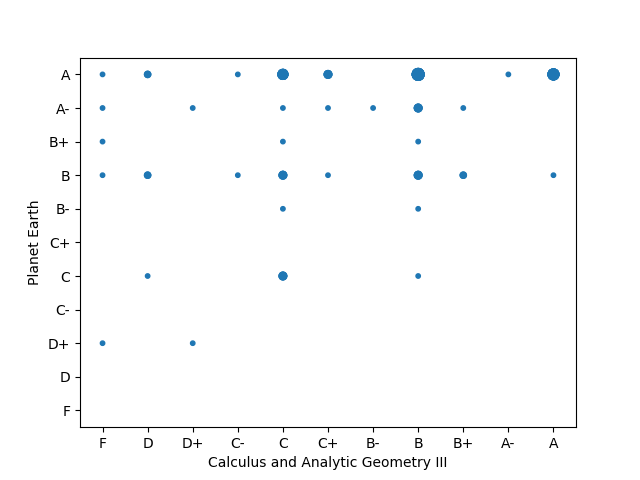 A
A-
B+
B
B-
C+
C
C-
D+
D
F
Planet Earth
F D D+ C- C C+ B- B B+ A- A
Calculus and Analytic Geometry III